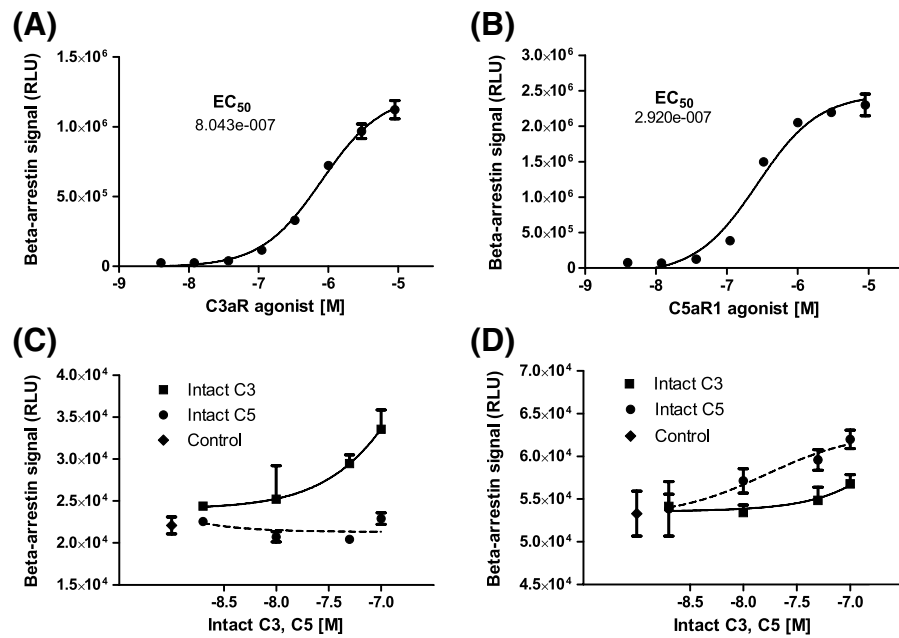 (A)
Beta-arrestin signal (RLU)
1.5×10⁶
1.0×10⁶
5.0×10⁵
0
EC₅₀
8.043e-007
-9 -8 -7 -6 -5
C3aR agonist [M]
(B)
Beta-arrestin signal (RLU)
3.0×10⁶
2.5×10⁶
2.0×10⁶
1.5×10⁶
1.0×10⁶
5.0×10⁵
0
EC₅₀
2.920e-007
-9 -8 -7 -6 -5
C5aR1 agonist [M]
(C)
Beta-arrestin signal (RLU)
4.0×10⁴
3.5×10⁴
3.0×10⁴
2.5×10⁴
2.0×10⁴
1.5×10⁴
Intact C3
Intact C5
Control
-8.5 -8.0 -7.5 -7.0
Intact C3, C5 [M]
(D)
Beta-arrestin signal (RLU)
7.0×10⁴
6.5×10⁴
6.0×10⁴
5.5×10⁴
5.0×10⁴
4.5×10⁴
Intact C3
Intact C5
Control
-8.5 -8.0 -7.5 -7.0
Intact C3, C5 [M]